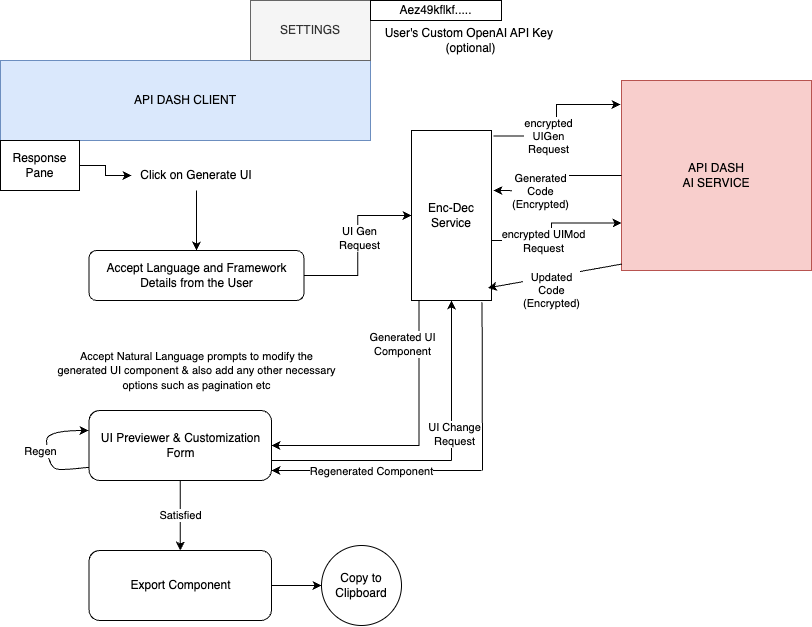 Aez49kflkf.....
SETTINGS
User's Custom OpenAI API Key
(optional)
API DASH CLIENT
Response
Pane
Click on Generate UI
Accept Language and Framework
Details from the User
UI Gen
Request
Enc-Dec
Service
encrypted
UIGen
Request
Generated
Code
(Encrypted)
encrypted UIMod
Request
Updated
Code
(Encrypted)
API DASH
AI SERVICE
Generated UI
Component
Accept Natural Language prompts to modify the
generated UI component & also add any other necessary
options such as pagination etc
UI Previewer & Customization
Form
Regen
UI Change
Request
Regenerated Component
Satisfied
Export Component
Copy to
Clipboard